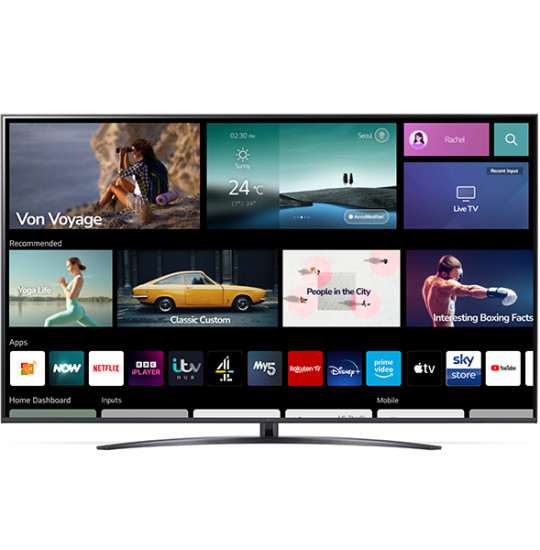 Von Voyage
02:30 PM
Seoul
Sunny
24 °C
AccuWeather
Rachel
Recent Input
Live TV
Recommended
Yoga Life
Classic Custom
People in the City
Interesting Boxing Facts
Apps
CH
NOW
NETFLIX
BBC
iPLAYER
itv
HUB
4
My5
Rakuten TV
Disney+
prime
video
tv
sky
store
YouTube
Home Dashboard
Inputs
Mobile